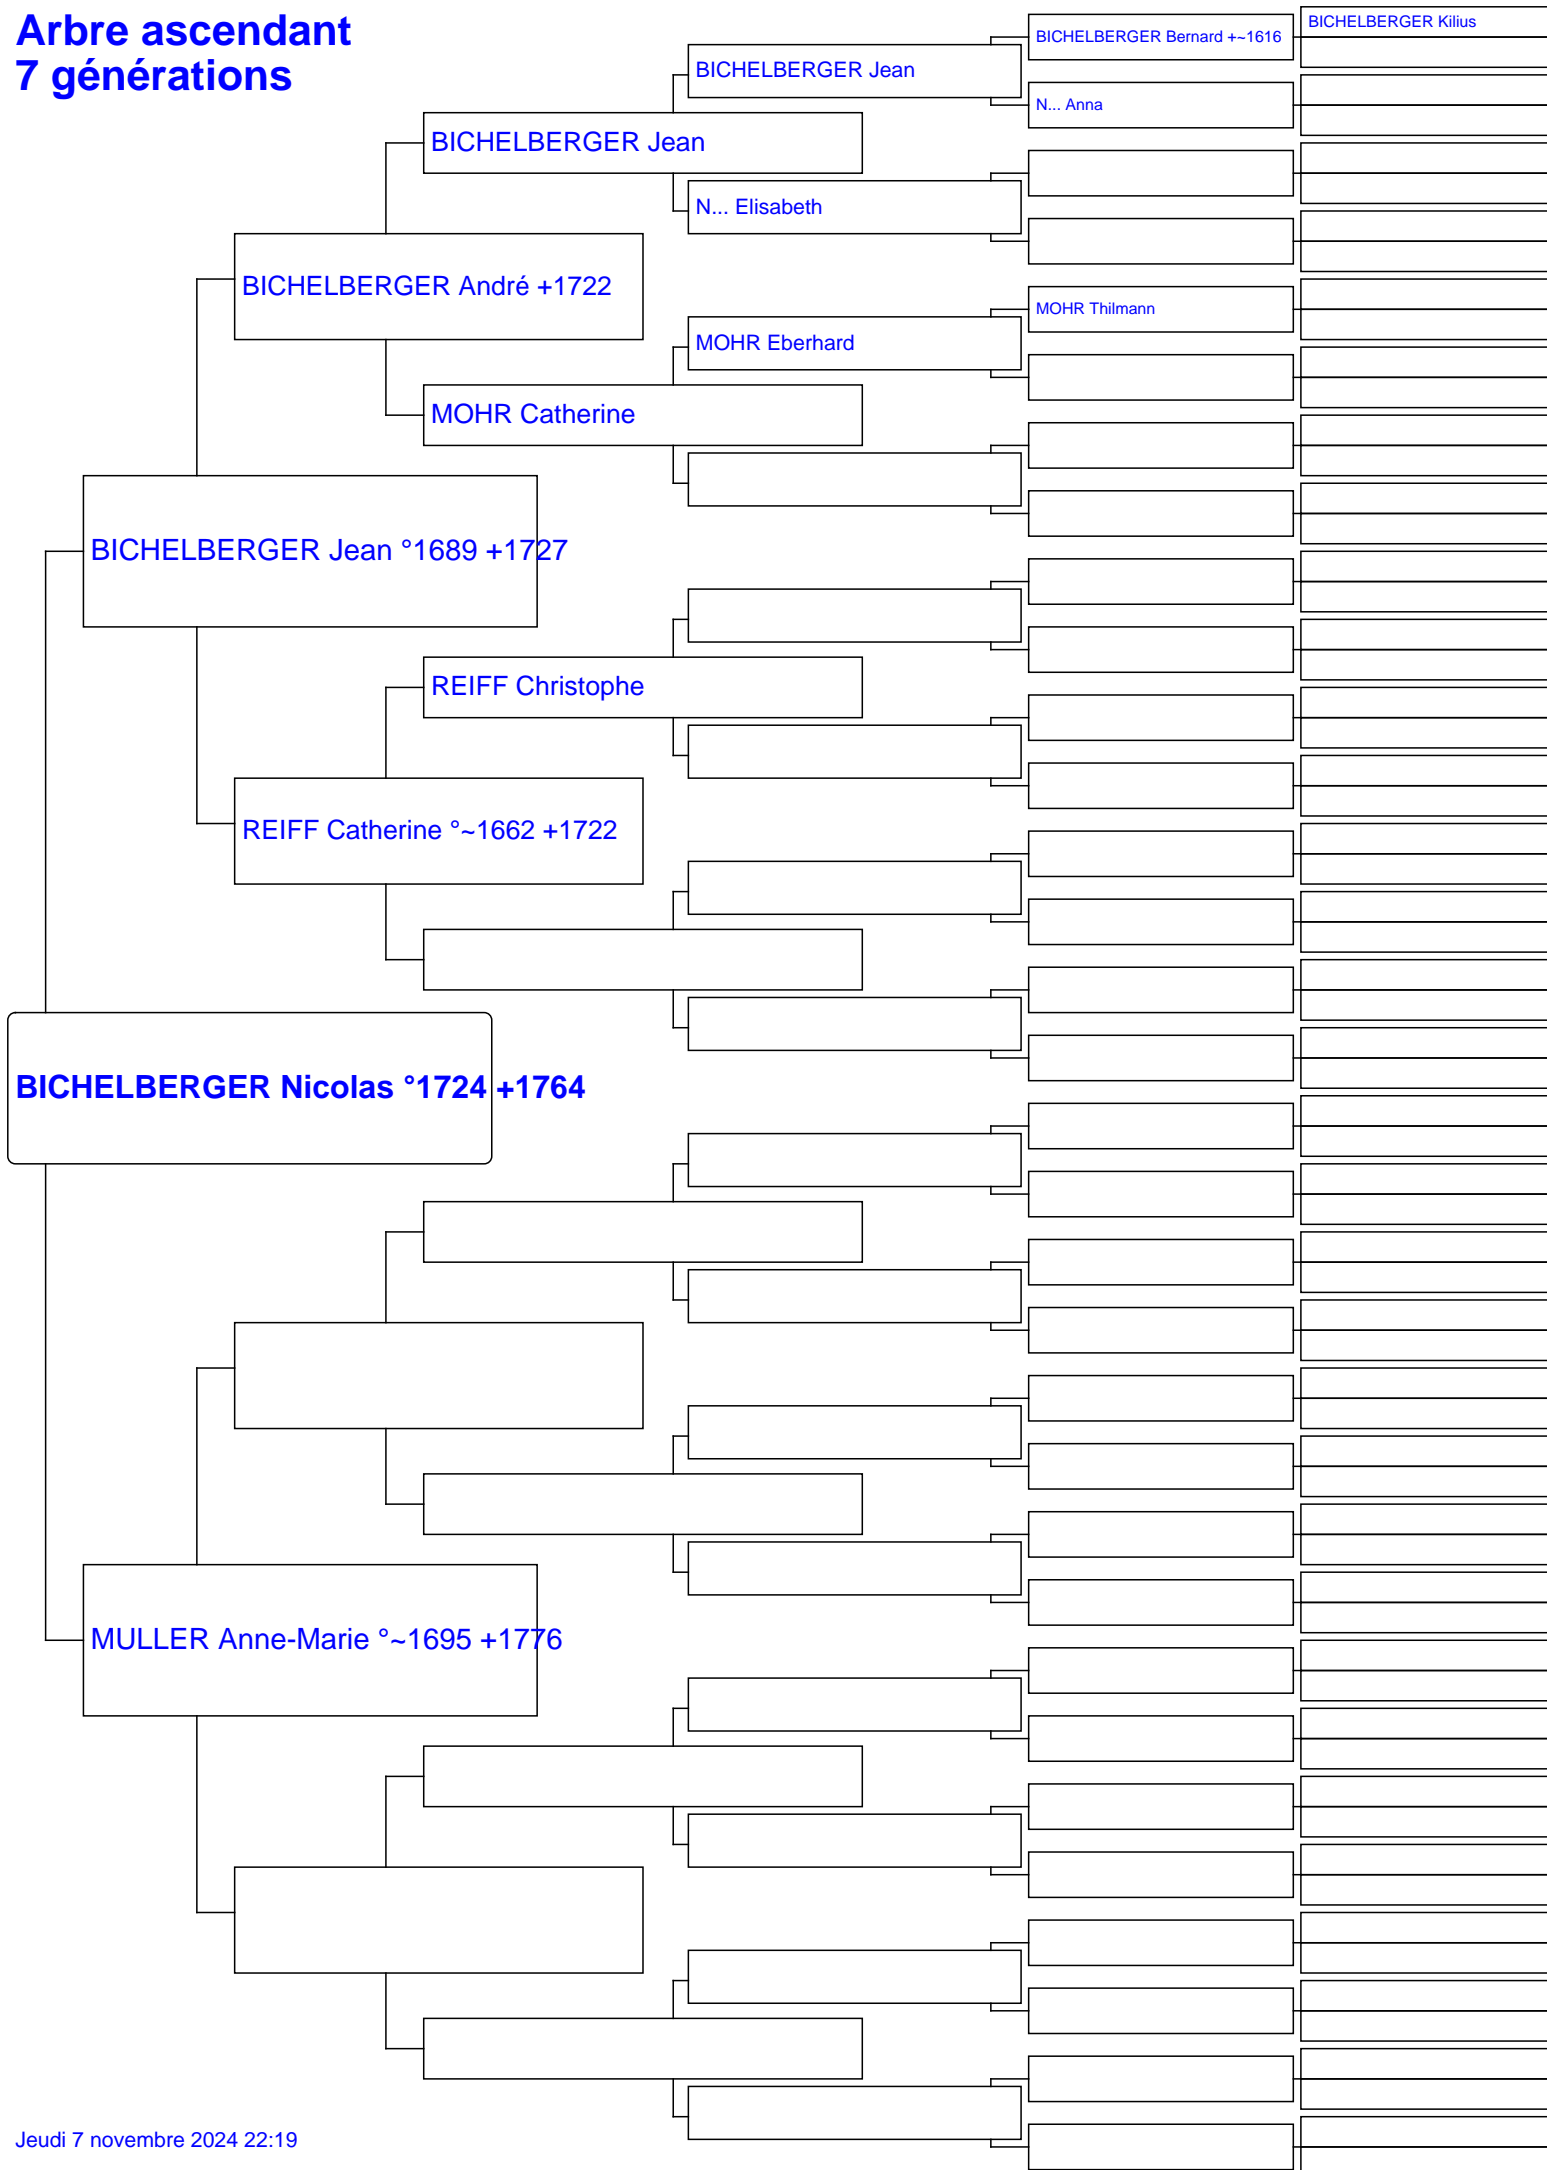 Arbre ascendant
7 générations
BICHELBERGER Kilius
BICHELBERGER Bernard +~1616
BICHELBERGER Jean
N... Anna
BICHELBERGER Jean
N... Elisabeth
BICHELBERGER André +1722
MOHR Thilmann
MOHR Eberhard
MOHR Catherine
BICHELBERGER Jean °1689 +1727
REIFF Christophe
REIFF Catherine °~1662 +1722
BICHELBERGER Nicolas °1724 +1764
MULLER Anne-Marie °~1695 +1776
Jeudi 7 novembre 2024 22:19